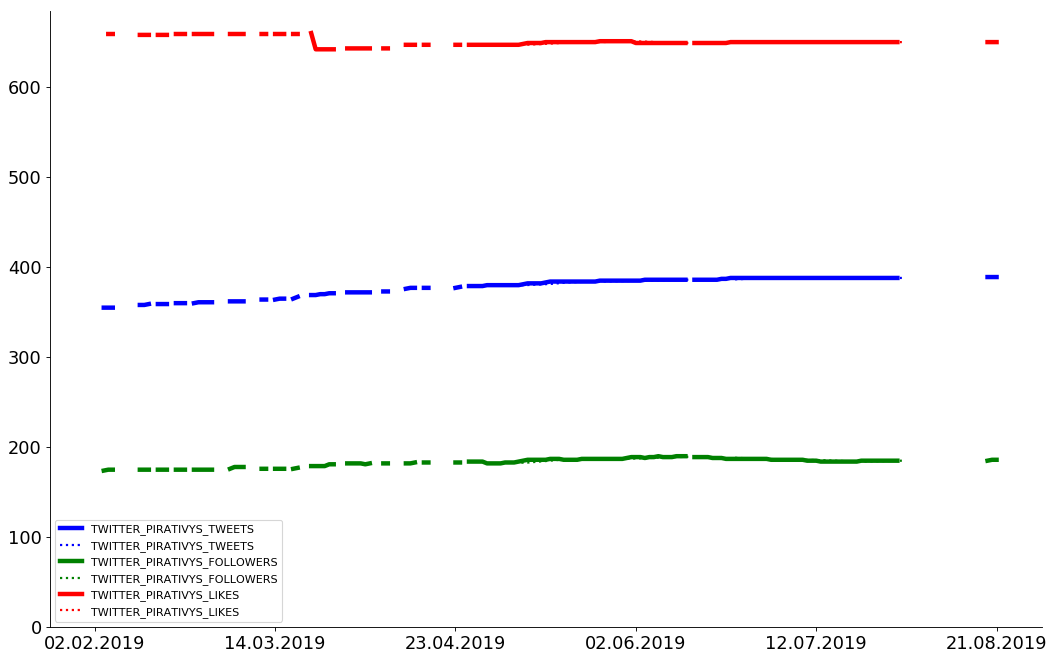 600
500
400
300
200
100
0
TWITTER_PIRATIVYS_TWEETS
TWITTER_PIRATIVYS_TWEETS
TWITTER_PIRATIVYS_FOLLOWERS
TWITTER_PIRATIVYS_FOLLOWERS
TWITTER_PIRATIVYS_LIKES
TWITTER_PIRATIVYS_LIKES
02.02.2019 14.03.2019 23.04.2019 02.06.2019 12.07.2019 21.08.2019